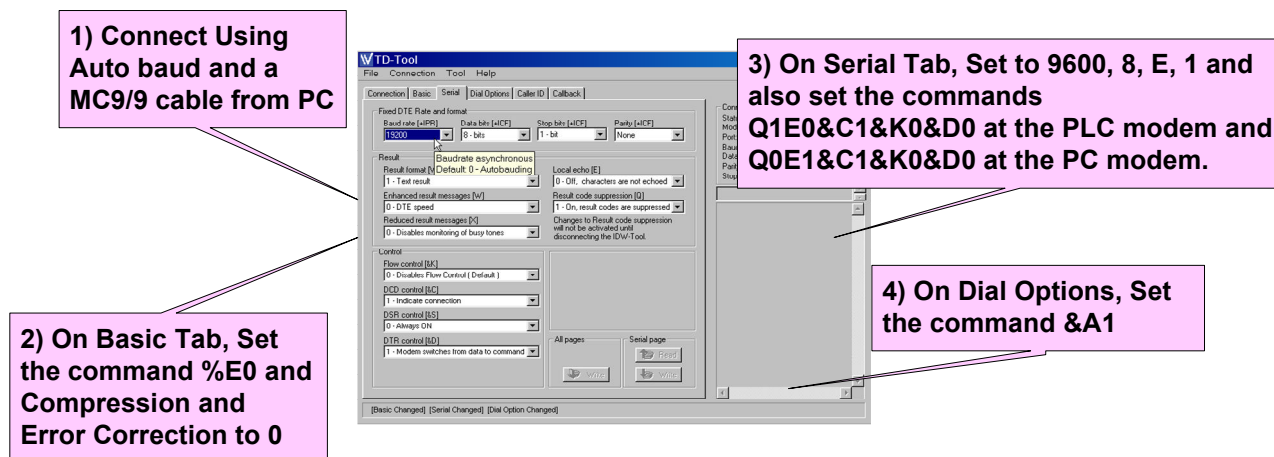 1) Connect Using
Auto baud and a
MC9/9 cable from PC
2) On Basic Tab, Set
the command %E0 and
Compression and
Error Correction to 0
TD-Tool
File Connection Tool Help
Connection Basic Serial Dial Options Caller ID Callback
Fixed DTE Rate and format
Baud rate [+IPR] Data bits [+ICF] Stop bits [+ICF] Parity [+ICF]
19200 8 - bits 1 - bit None
Baudrate asynchronous
Default 0 - Autobauding
Result
Result format [V
1 - Text result
Enhanced result messages [W]
0 - DTE speed
Reduced result messages [X]
0 - Disables monitoring of busy tones
Local echo [E]
0 - Off, characters are not echoed
Result code suppression [Q]
1 - On, result codes are suppressed
Changes to Result code suppression
will not be activated until
disconnecting the IDW-Tool.
Control
Flow control [&K]
0 - Disables Flow Control ( Default )
DCD control [&C]
1 - Indicate connection
DSR control [&S]
0 - Always ON
DTR control [&D]
1 - Modem switches from data to command
All pages
Write
Serial page
Read
Write
[Basic Changed] [Serial Changed] [Dial Option Changed]
Conn
Statu
Mod
Port:
Baud
Data
Parit
Stop
3) On Serial Tab, Set to 9600, 8, E, 1 and
also set the commands
Q1E0&C1&K0&D0 at the PLC modem and
Q0E1&C1&K0&D0 at the PC modem.
4) On Dial Options, Set
the command &A1